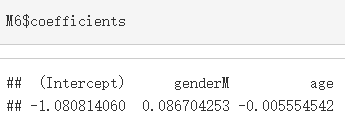 M6$coefficients
## (Intercept) genderM age
## -1.080814060 0.086704253 -0.005554542